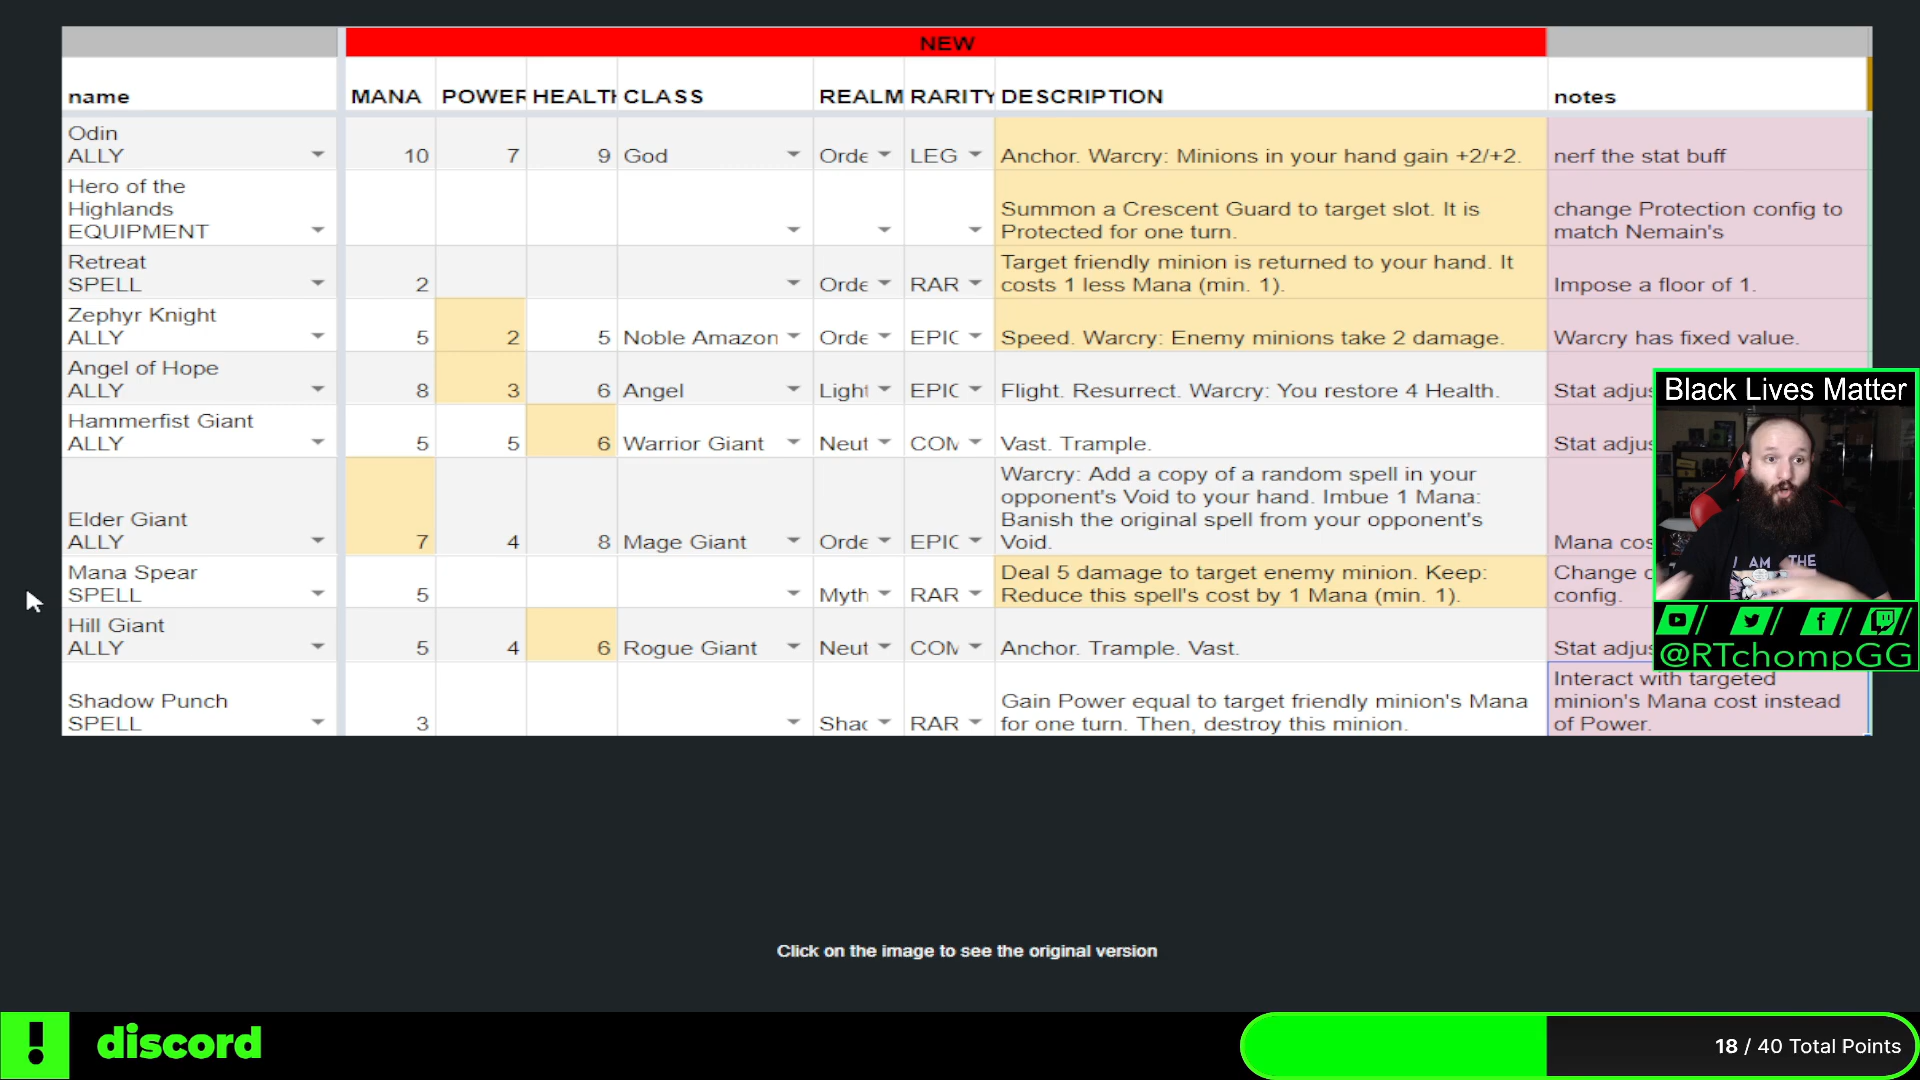 NEW
name MANA POWER HEALTH CLASS REALM RARITY DESCRIPTION notes
Odin
ALLY 10 7 9 God Orde LEG Anchor. Warcry: Minions in your hand gain +2/+2. nerf the stat buff
Hero of the
Highlands
EQUIPMENT
Summon a Crescent Guard to target slot. It is
Protected for one turn.
change Protection config to
match Nemain's
Retreat
SPELL 2 Orde RAR
Target friendly minion is returned to your hand. It
costs 1 less Mana (min. 1).
Impose a floor of 1.
Zephyr Knight
ALLY 5 2 5 Noble Amazon Orde EPIC Speed. Warcry: Enemy minions take 2 damage. Warcry has fixed value.
Angel of Hope
ALLY 8 3 6 Angel Light EPIC Flight. Resurrect. Warcry: You restore 4 Health. Stat adjus
Hammerfist Giant
ALLY 5 5 6 Warrior Giant Neut COM Vast. Trample. Stat adjus
Elder Giant
ALLY 7 4 8 Mage Giant Orde EPIC
Warcry: Add a copy of a random spell in your
opponent's Void to your hand. Imbue 1 Mana:
Banish the original spell from your opponent's
Void.
Mana cos
Mana Spear
SPELL 5 Myth RAR
Deal 5 damage to target enemy minion. Keep:
Reduce this spell's cost by 1 Mana (min. 1).
Change
config.
Hill Giant
ALLY 5 4 6 Rogue Giant Neut COM Anchor. Trample. Vast. Stat adjus
Shadow Punch
SPELL 3 Shac RAR
Gain Power equal to target friendly minion's Mana
for one turn. Then, destroy this minion.
Interact with targeted
minion's Mana cost instead
of Power.
Black Lives Matter
I AM THE
@RTchompGG
Click on the image to see the original version
! discord
18 / 40 Total Points